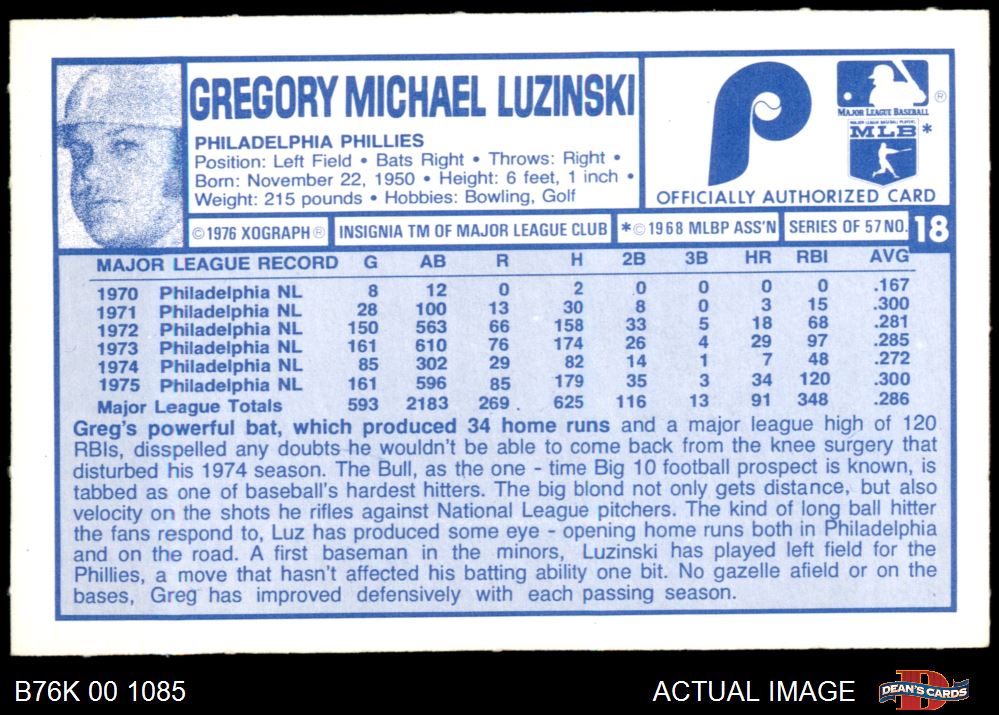 GREGORY MICHAEL LUZINSKI
PHILADELPHIA PHILLIES
Position: Left Field • Bats Right • Throws: Right •
Born: November 22, 1950 • Height: 6 feet, 1 inch •
Weight: 215 pounds • Hobbies: Bowling, Golf
P
®
MAJOR LEAGUE BASEBALL
MAJOR LEAGUE BASEBALL PLAYERS
MLB *
OFFICIALLY AUTHORIZED CARD
© 1976 XOGRAPH ® INSIGNIA TM OF MAJOR LEAGUE CLUB *© 1968 MLBP ASS'N SERIES OF 57 NO. 18
MAJOR LEAGUE RECORD G AB R H 2B 3B HR RBI AVG
1970 Philadelphia NL 8 12 0 2 0 0 0 0 .167
1971 Philadelphia NL 28 100 13 30 8 0 3 15 .300
1972 Philadelphia NL 150 563 66 158 33 5 18 68 .281
1973 Philadelphia NL 161 610 76 174 26 4 29 97 .285
1974 Philadelphia NL 85 302 29 82 14 1 7 48 .272
1975 Philadelphia NL 161 596 85 179 35 3 34 120 .300
Major League Totals 593 2183 269 . 625 116 13 91 348 .286
Greg's powerful bat, which produced 34 home runs and a major league high of 120
RBIs, disspelled any doubts he wouldn't be able to come back from the knee surgery that
disturbed his 1974 season. The Bull, as the one - time Big 10 football prospect is known, is
tabbed as one of baseball's hardest hitters. The big blond not only gets distance, but also
velocity on the shots he rifles against National League pitchers. The kind of long ball hitter
the fans respond to, Luz has produced some eye - opening home runs both in Philadelphia
and on the road. A first baseman in the minors, Luzinski has played left field for the
Phillies, a move that hasn't affected his batting ability one bit. No gazelle afield or on the
bases, Greg has improved defensively with each passing season.
B76K 00 1085
ACTUAL IMAGE
D
DEAN'S CARDS